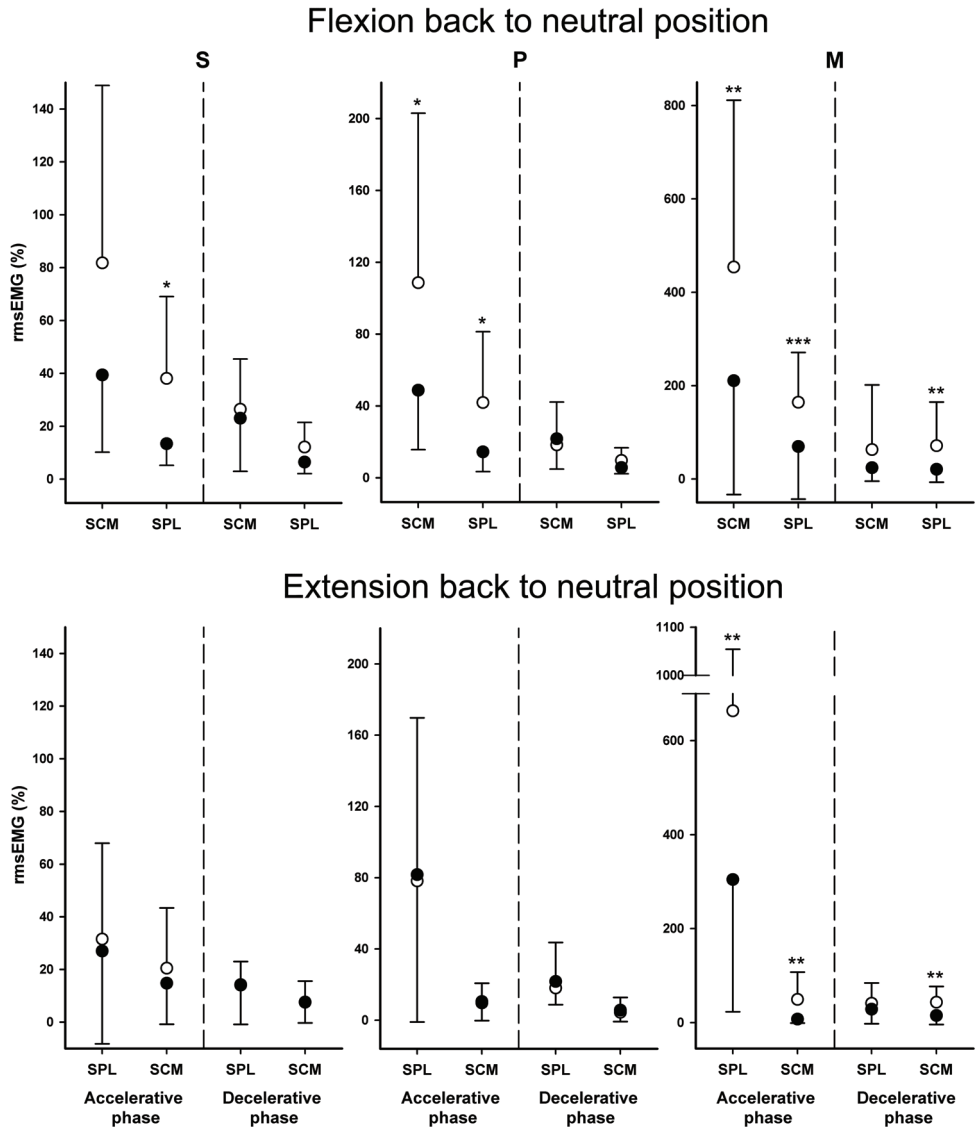 Flexion back to neutral position
S P M
rmsEMG (%)
140
120
100
80
60
40
20
0
* 
SCM SPL SCM SPL
200
160
120
80
40
0
*
*
SCM SPL SCM SPL
800
600
400
200
0
**
***
**
SCM SPL SCM SPL
Extension back to neutral position
rmsEMG (%)
140
120
100
80
60
40
20
0
SPL SCM SPL SCM
Accelerative Decelerative
phase phase
200
160
120
80
40
0
SPL SCM SPL SCM
Accelerative Decelerative
phase phase
1100
1000
600
400
200
0
**
**
**
SPL SCM SPL SCM
Accelerative Decelerative
phase phase